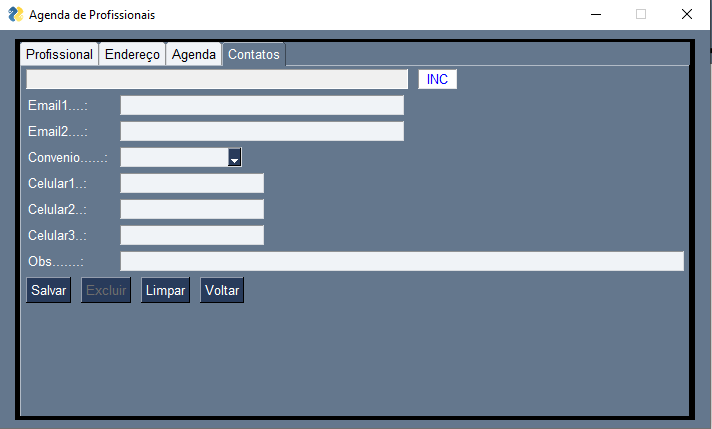 Agenda de Profissionais
Profissional Endereço Agenda Contatos
INC
Email1....:
Email2....:
Convenio......:
Celular1..:
Celular2..:
Celular3..:
Obs.......:
Salvar Excluir Limpar Voltar